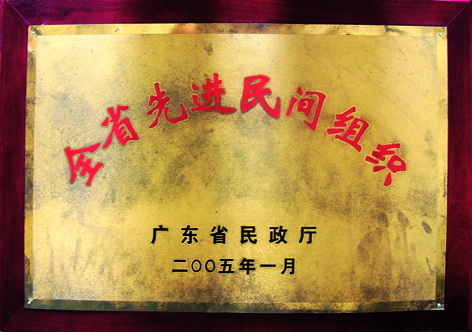 全省先进民间组织
广东省民政厅
二〇〇五年一月